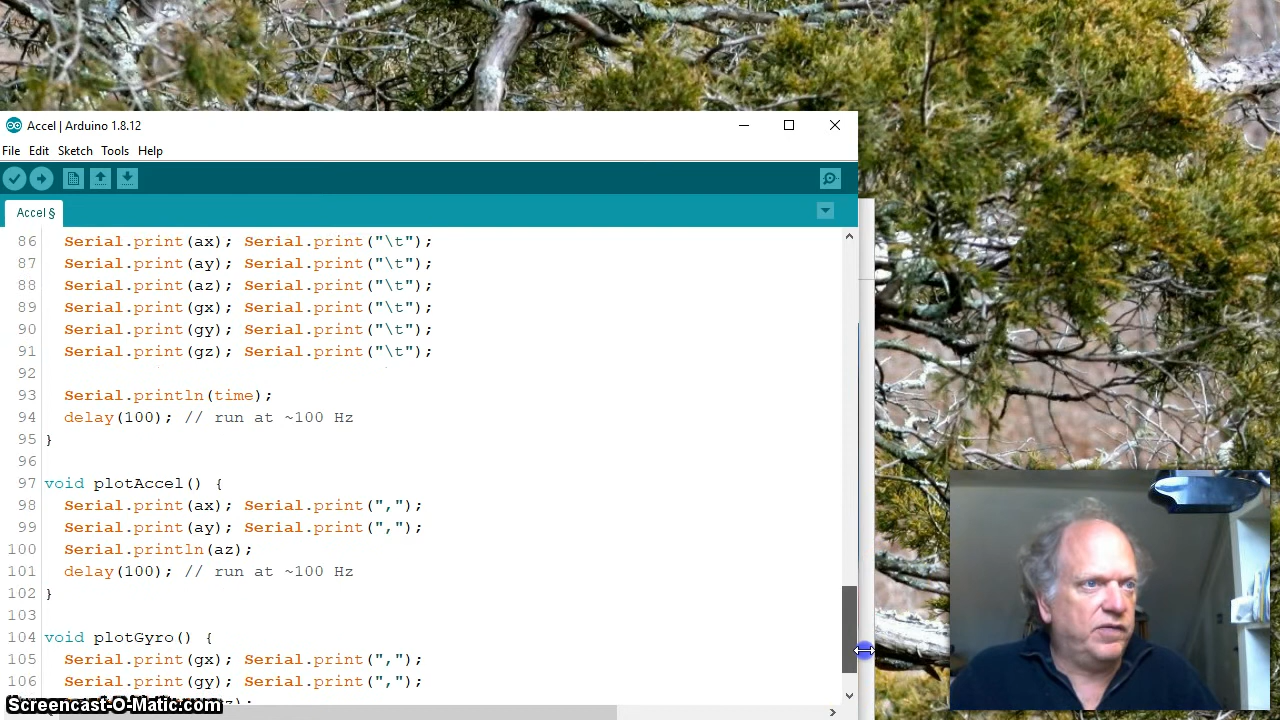 Accel | Arduino 1.8.12
File Edit Sketch Tools Help
Accel §
86 Serial.print(ax); Serial.print("\t");
87 Serial.print(ay); Serial.print("\t");
88 Serial.print(az); Serial.print("\t");
89 Serial.print(gx); Serial.print("\t");
90 Serial.print(gy); Serial.print("\t");
91 Serial.print(gz); Serial.print("\t");
92
93 Serial.println(time);
94 delay(100); // run at ~100 Hz
95 }
96
97 void plotAccel() {
98 Serial.print(ax); Serial.print(",");
99 Serial.print(ay); Serial.print(",");
100 Serial.println(az);
101 delay(100); // run at ~100 Hz
102 }
103
104 void plotGyro() {
105 Serial.print(gx); Serial.print(",");
106 Serial.print(gy); Serial.print(",");
Screencast-O-Matic.com